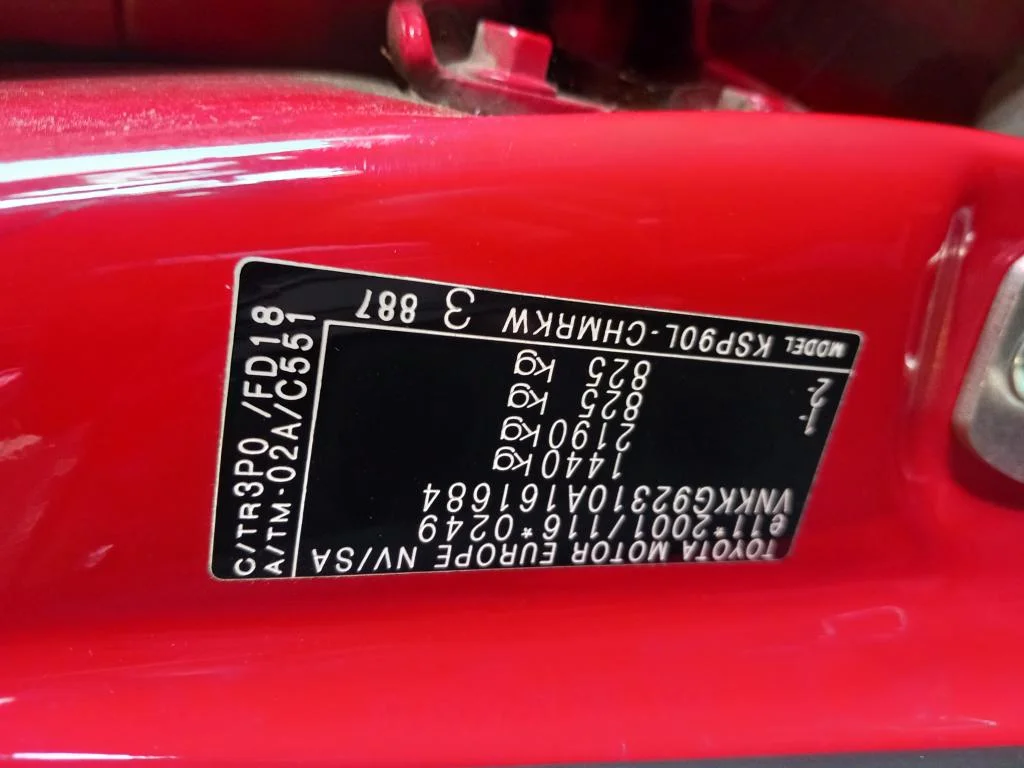 TOYOTA MOTOR EUROPE NV/SA
e11*2001/116*0249
VNKKG92310A161684
1440kg
2190kg
1- 825 kg
2- 825 kg
MODEL KSP90L-CHMRKW 3 887
C/TR3P0 /FD18
A/TM-02A/C551